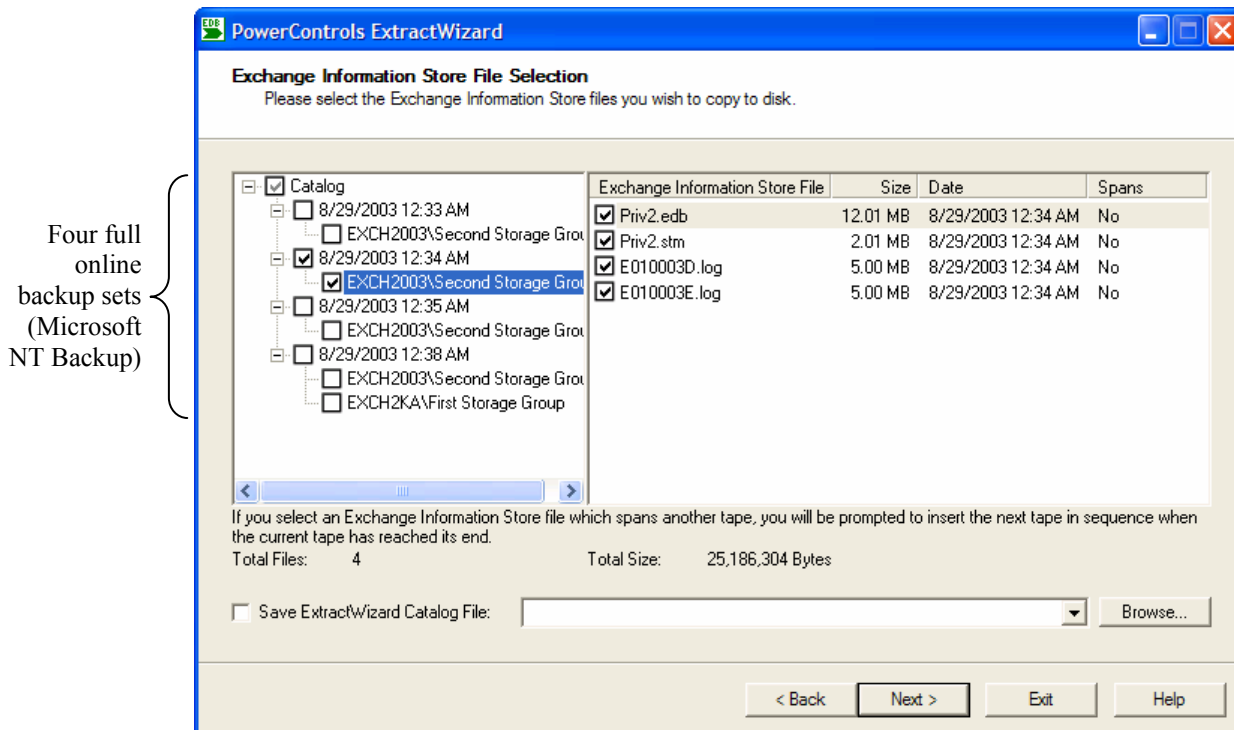 EDB
PowerControls ExtractWizard
Exchange Information Store File Selection
Please select the Exchange Information Store files you wish to copy to disk.
Four full
online
backup sets
(Microsoft
NT Backup)
Catalog
8/29/2003 12:33 AM
EXCH2003\Second Storage Grou
8/29/2003 12:34 AM
EXCH2003\Second Storage Grou
8/29/2003 12:35 AM
EXCH2003\Second Storage Grou
8/29/2003 12:38 AM
EXCH2003\Second Storage Grou
EXCH2KA\First Storage Group
Exchange Information Store File Size Date Spans
Priv2.edb 12.01 MB 8/29/2003 12:34 AM No
Priv2.stm 2.01 MB 8/29/2003 12:34 AM No
E010003D.log 5.00 MB 8/29/2003 12:34 AM No
E010003E.log 5.00 MB 8/29/2003 12:34 AM No
If you select an Exchange Information Store file which spans another tape, you will be prompted to insert the next tape in sequence when
the current tape has reached its end.
Total Files: 4 Total Size: 25,186,304 Bytes
Save ExtractWizard Catalog File: Browse...
< Back Next > Exit Help